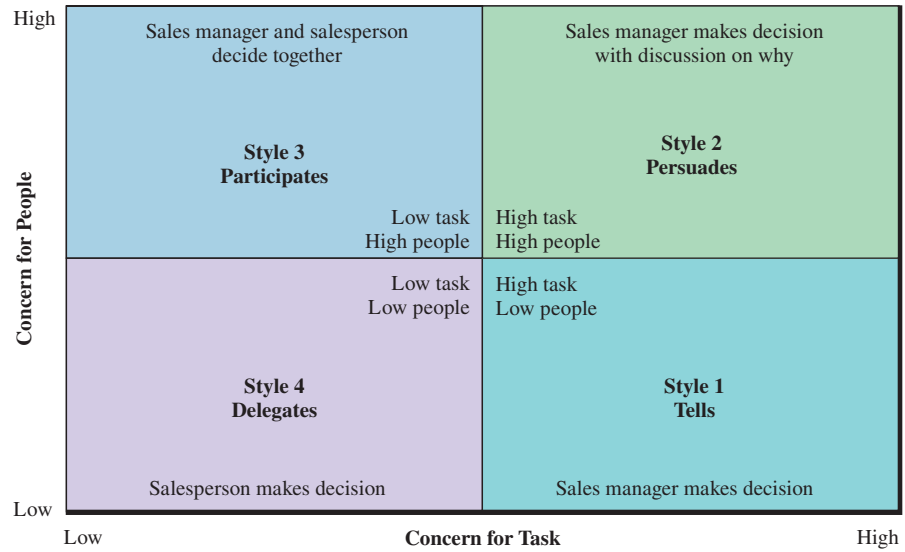 High
Sales manager and salesperson
decide together
Sales manager makes decision
with discussion on why
Style 3
Participates
Style 2
Persuades
Low task
High people
High task
High people
Concern for People
Low task
Low people
High task
Low people
Style 4
Delegates
Style 1
Tells
Salesperson makes decision
Sales manager makes decision
Low
Low
Concern for Task
High